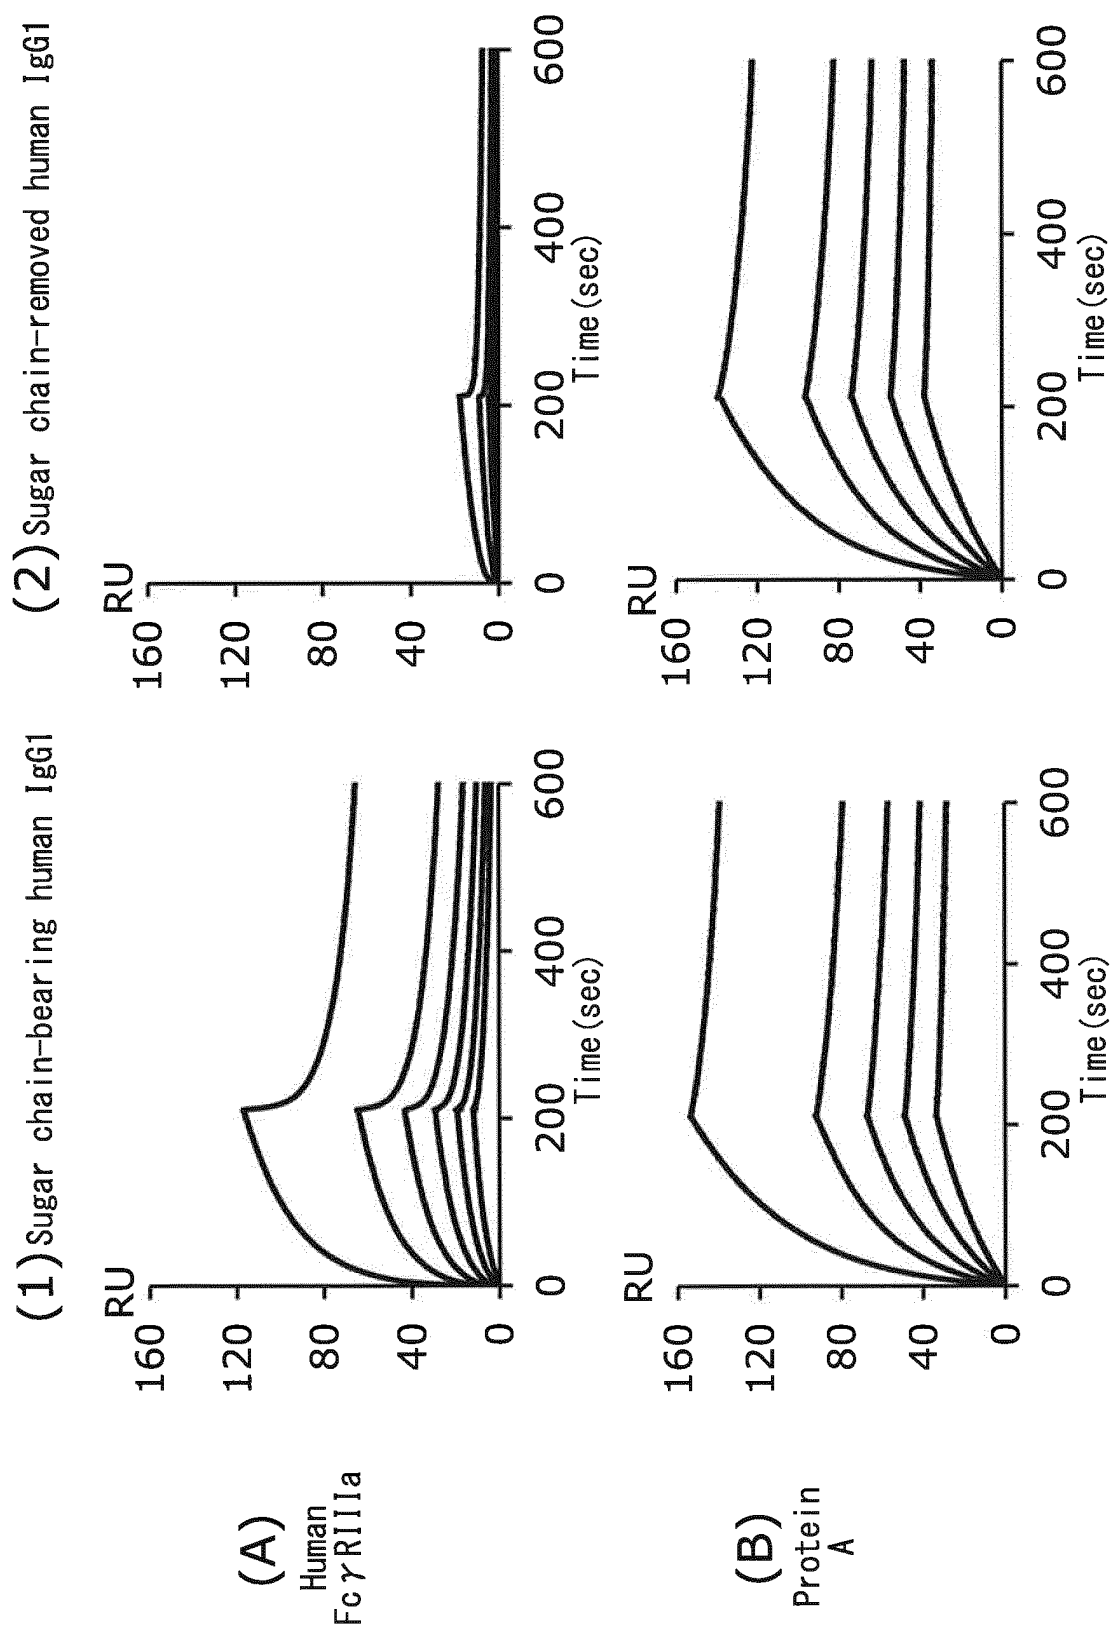 (1) Sugar chain-bearing human IgG1
(2) Sugar chain-removed human IgG1
(A)
Human
FcγRIIIa
RU
160
120
80
40
0
0 200 400 600
Time(sec)
RU
160
120
80
40
0
0 200 400 600
Time(sec)
(B)
Protein
A
RU
160
120
80
40
0
0 200 400 600
Time(sec)
RU
160
120
80
40
0
0 200 400 600
Time(sec)